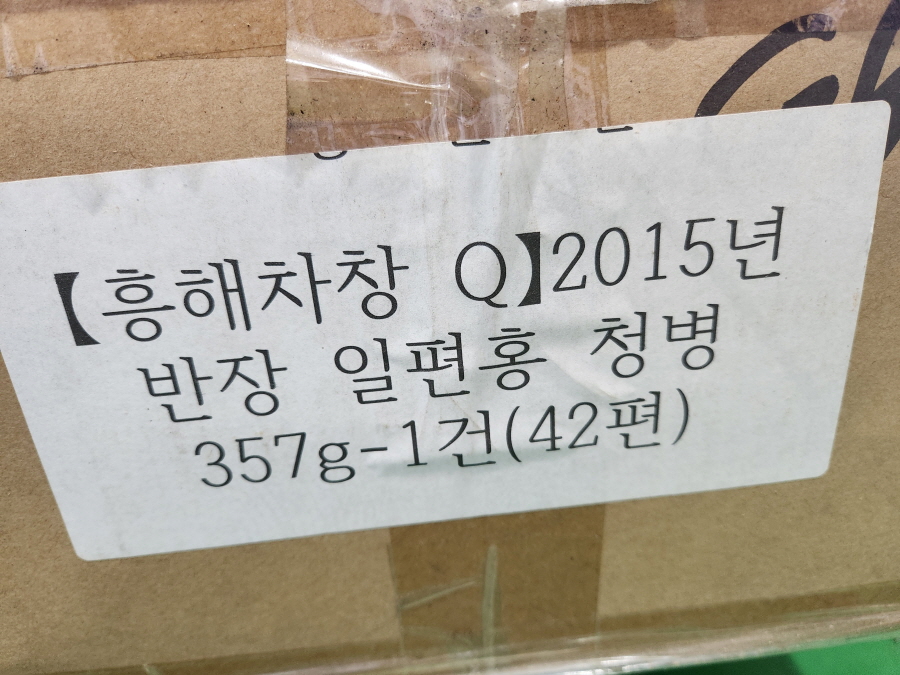 【흥해차창 Q】2015년
반장 일편홍 청병
357g-1건(42편)